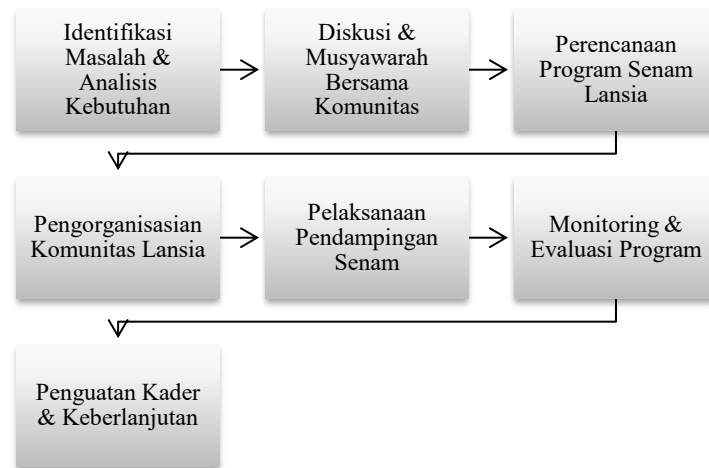 Identifikasi
Masalah &
Analisis
Kebutuhan
Diskusi &
Musyawarah
Bersama
Komunitas
Perencanaan
Program Senam
Lansia
Pengorganisasian
Komunitas Lansia
Pelaksanaan
Pendampingan
Senam
Monitoring &
Evaluasi Program
Penguatan Kader
& Keberlanjutan